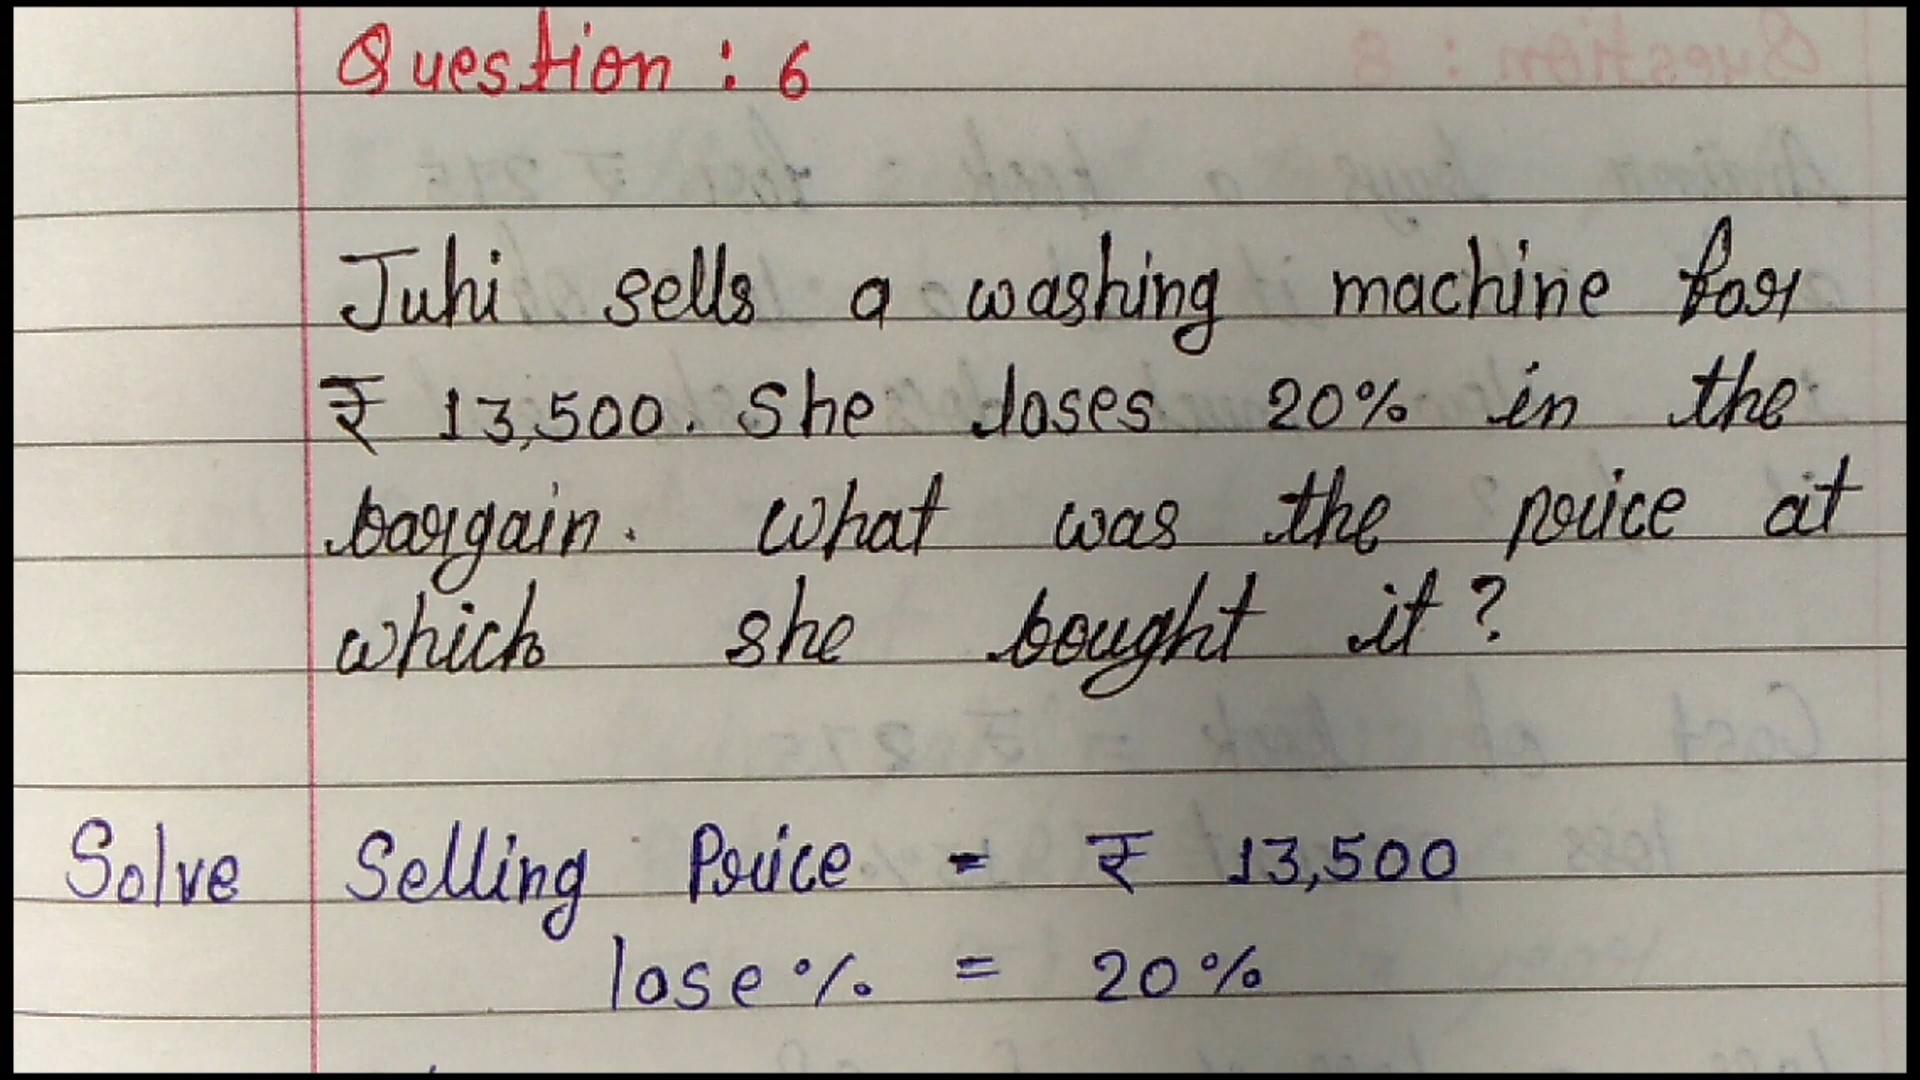 Question : 6
Juhi sells a washing machine for
₹ 13,500. She loses 20% in the
bargain. What was the price at
which she bought it?
Solve Selling Price = ₹ 13,500
lose % = 20%